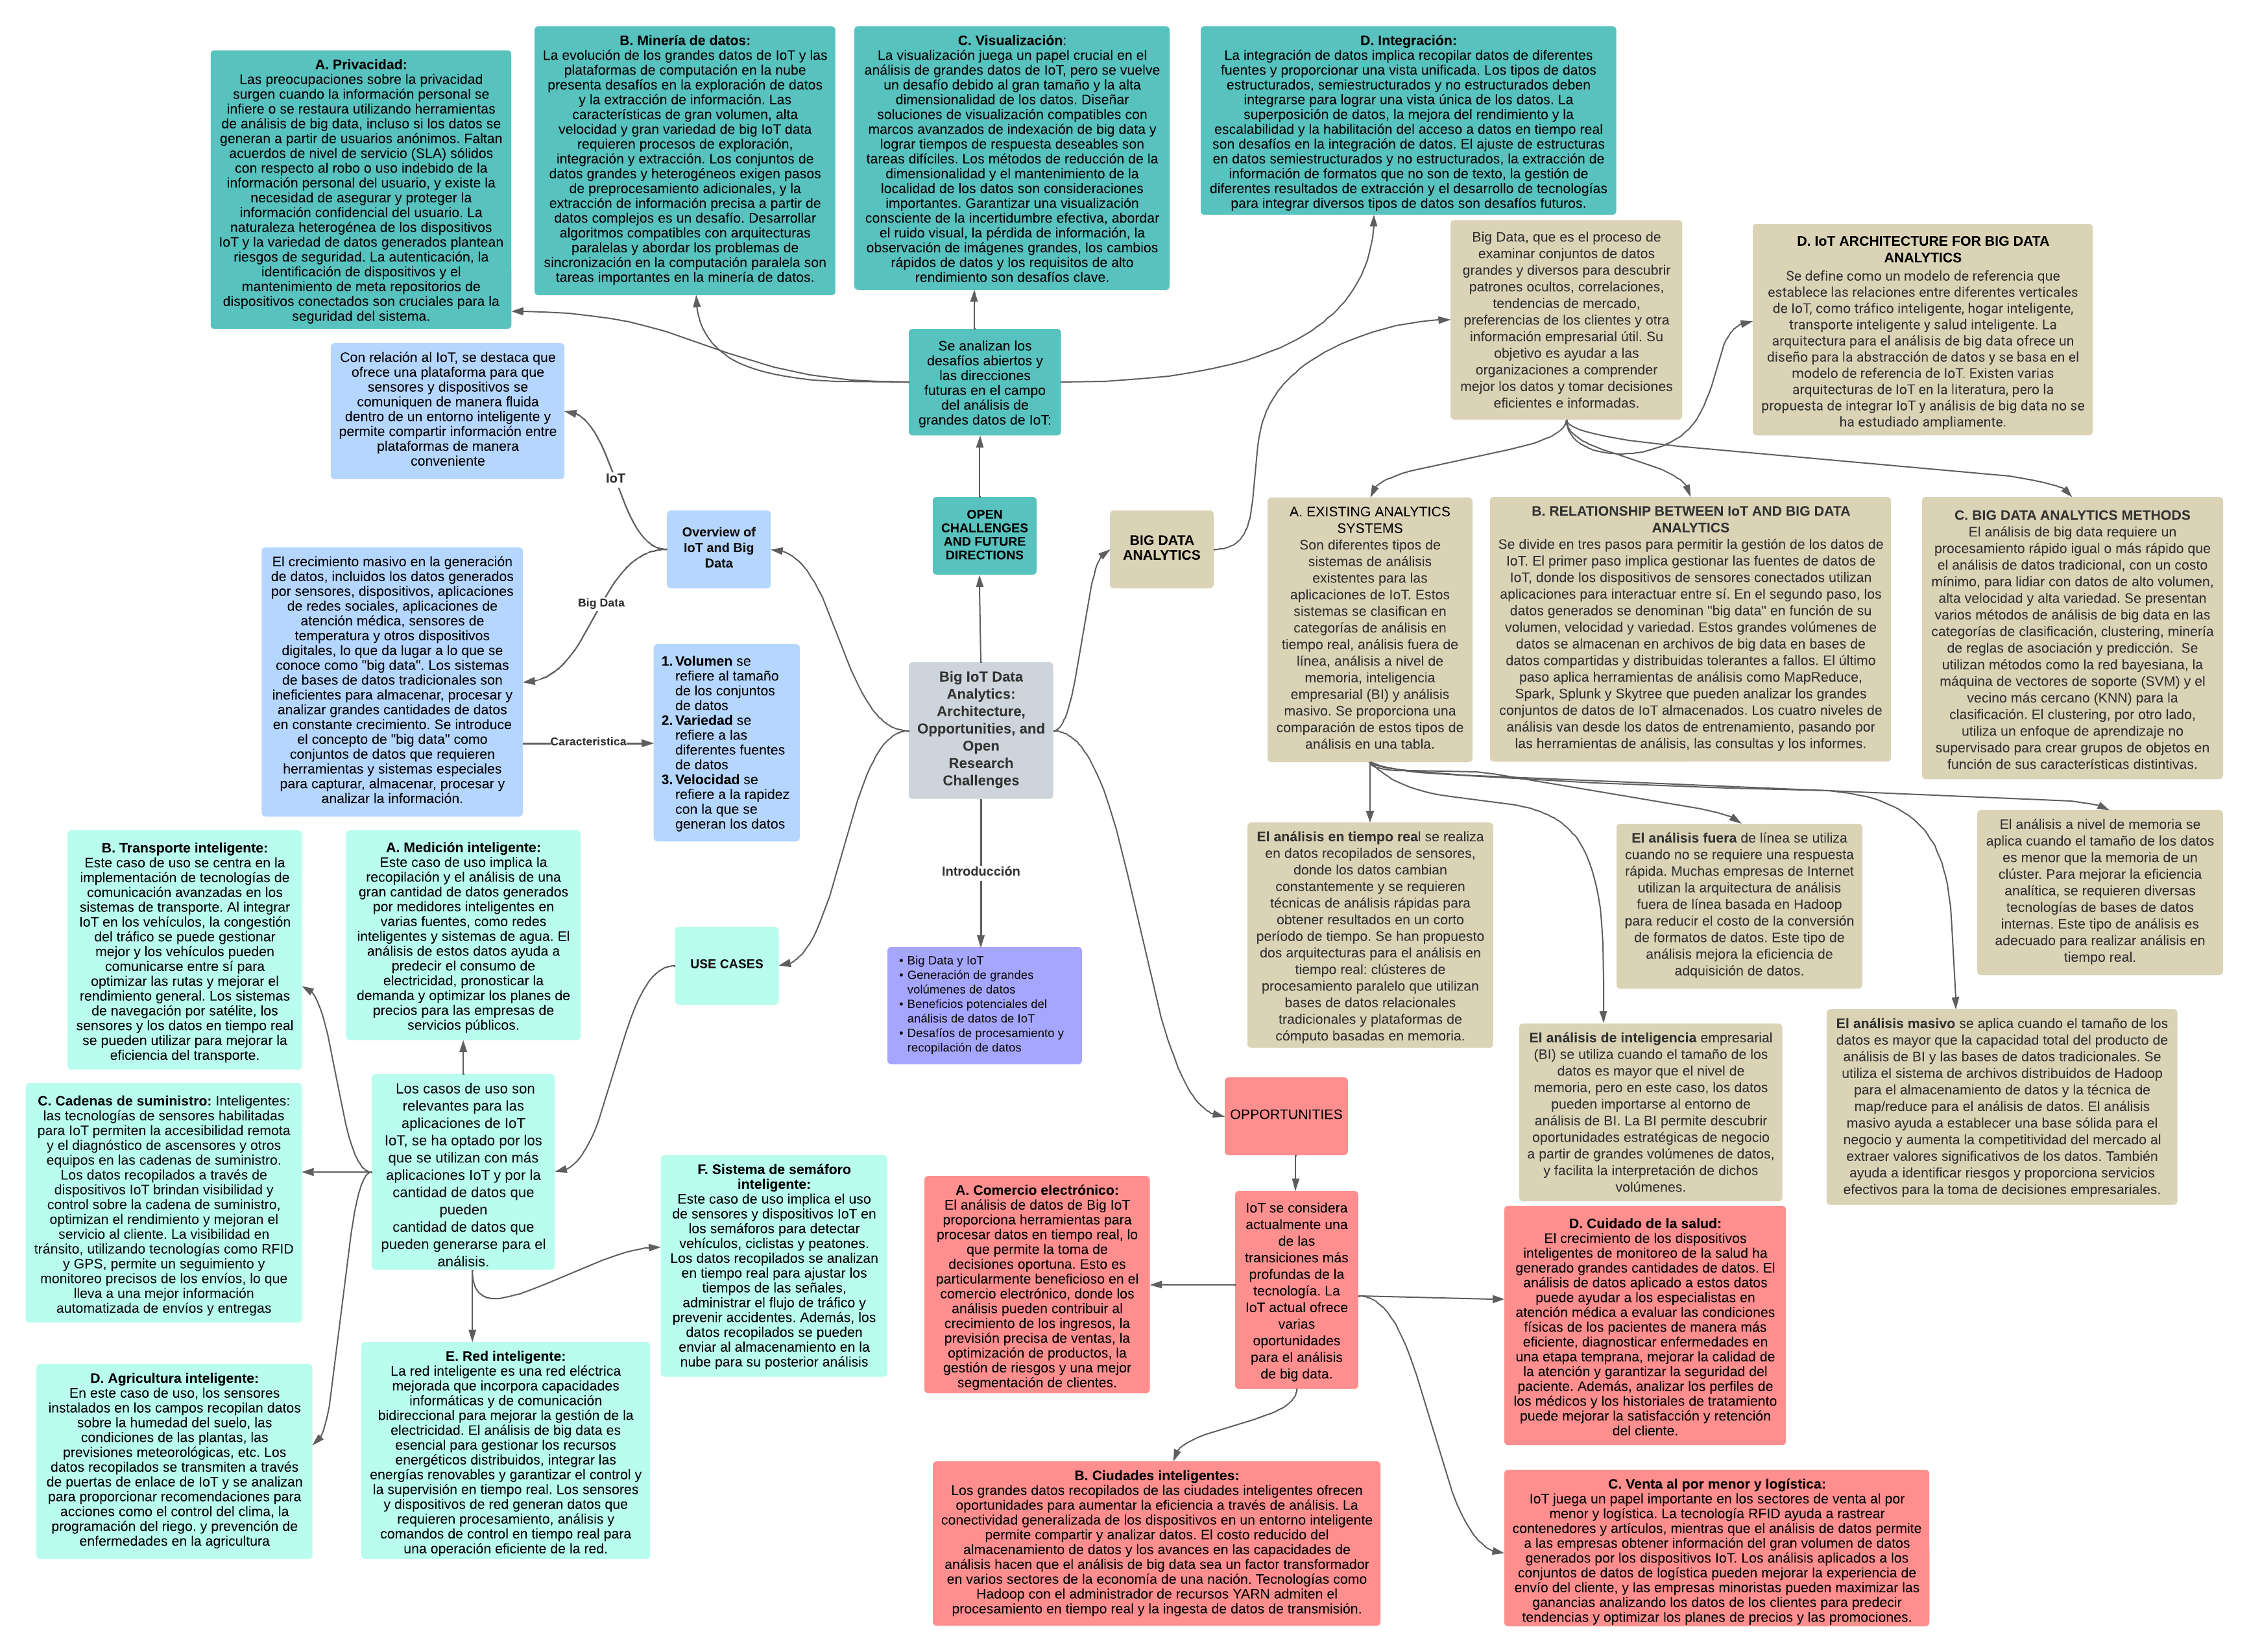 A. Privacidad:
Las preocupaciones sobre la privacidad
surgen cuando la información personal se
infiere o se restaura utilizando herramientas
de análisis de big data, incluso si los datos se
generan a partir de usuarios anónimos. Faltan
acuerdos de nivel de servicio (SLA) sólidos
con respecto al robo o uso indebido de la
información personal del usuario, y existe la
necesidad de asegurar y proteger la
información confidencial del usuario. La
naturaleza heterogénea de los dispositivos
IoT y la variedad de datos generados plantean
riesgos de seguridad. La autenticación, la
identificación de dispositivos y el
mantenimiento de meta repositorios de
dispositivos conectados son cruciales para la
seguridad del sistema.
B. Minería de datos:
La evolución de los grandes datos de IoT y las
plataformas de computación en la nube
presenta desafíos en la exploración de datos
y la extracción de información. Las
características de gran volumen, alta
velocidad y gran variedad de big IoT data
requieren procesos de exploración,
integración y extracción. Los conjuntos de
datos grandes y heterogéneos exigen pasos
de preprocesamiento adicionales, y la
extracción de información precisa a partir de
datos complejos es un desafío. Desarrollar
algoritmos compatibles con arquitecturas
paralelas y abordar los problemas de
sincronización en la computación paralela son
tareas importantes en la minería de datos.
C. Visualización:
La visualización juega un papel crucial en el
análisis de grandes datos de IoT, pero se vuelve
un desafío debido al gran tamaño y la alta
dimensionalidad de los datos. Diseñar
soluciones de visualización compatibles con
marcos avanzados de indexación de big data y
lograr tiempos de respuesta deseables son
tareas difíciles. Los métodos de reducción de la
dimensionalidad y el mantenimiento de la
localidad de los datos son consideraciones
importantes. Garantizar una visualización
consciente de la incertidumbre efectiva, abordar
el ruido visual, la pérdida de información, la
observación de imágenes grandes, los cambios
rápidos de datos y los requisitos de alto
rendimiento son desafíos clave.
D. Integración:
La integración de datos implica recopilar datos de diferentes
fuentes y proporcionar una vista unificada. Los tipos de datos
estructurados, semiestructurados y no estructurados deben
integrarse para lograr una vista única de los datos. La
superposición de datos, la mejora del rendimiento y la
escalabilidad y la habilitación del acceso a datos en tiempo real
son desafíos en la integración de datos. El ajuste de estructuras
en datos semiestructurados y no estructurados, la extracción de
información de formatos que no son de texto, la gestión de
diferentes resultados de extracción y el desarrollo de tecnologías
para integrar diversos tipos de datos son desafíos futuros.
Big Data, que es el proceso de
examinar conjuntos de datos
grandes y diversos para descubrir
patrones ocultos, correlaciones,
tendencias de mercado,
preferencias de los clientes y otra
información empresarial útil. Su
objetivo es ayudar a las
organizaciones a comprender
mejor los datos y tomar decisiones
eficientes e informadas.
D. IoT ARCHITECTURE FOR BIG DATA
ANALYTICS
Se define como un modelo de referencia que
establece las relaciones entre diferentes verticales
de IoT, como tráfico inteligente, hogar inteligente,
transporte inteligente y salud inteligente. La
arquitectura para el análisis de big data ofrece un
diseño para la abstracción de datos y se basa en el
modelo de referencia de IoT. Existen varias
arquitecturas de IoT en la literatura, pero la
propuesta de integrar IoT y análisis de big data no se
ha estudiado ampliamente.
Se analizan los
desafíos abiertos y
las direcciones
futuras en el campo
del análisis de
grandes datos de IoT:
Con relación al IoT, se destaca que
ofrece una plataforma para que
sensores y dispositivos se
comuniquen de manera fluida
dentro de un entorno inteligente y
permite compartir información entre
plataformas de manera
conveniente
IoT
Overview of
IoT and Big
Data
OPEN
CHALLENGES
AND FUTURE
DIRECTIONS
BIG DATA
ANALYTICS
A. EXISTING ANALYTICS
SYSTEMS
Son diferentes tipos de
sistemas de análisis
existentes para las
aplicaciones de IoT. Estos
sistemas se clasifican en
categorías de análisis en
tiempo real, análisis fuera de
línea, análisis a nivel de
memoria, inteligencia
empresarial (BI) y análisis
masivo. Se proporciona una
comparación de estos tipos de
análisis en una tabla.
B. RELATIONSHIP BETWEEN IoT AND BIG DATA
ANALYTICS
Se divide en tres pasos para permitir la gestión de los datos de
IoT. El primer paso implica gestionar las fuentes de datos de
IoT, donde los dispositivos de sensores conectados utilizan
aplicaciones para interactuar entre sí. En el segundo paso, los
datos generados se denominan "big data" en función de su
volumen, velocidad y variedad. Estos grandes volúmenes de
datos se almacenan en archivos de big data en bases de
datos compartidas y distribuidas tolerantes a fallos. El último
paso aplica herramientas de análisis como MapReduce,
Spark, Splunk y Skytree que pueden analizar los grandes
conjuntos de datos de IoT almacenados. Los cuatro niveles de
análisis van desde los datos de entrenamiento, pasando por
las herramientas de análisis, las consultas y los informes.
C. BIG DATA ANALYTICS METHODS
El análisis de big data requiere un
procesamiento rápido igual o más rápido que
el análisis de datos tradicional, con un costo
mínimo, para lidiar con datos de alto volumen,
alta velocidad y alta variedad. Se presentan
varios métodos de análisis de big data en las
categorías de clasificación, clustering, minería
de reglas de asociación y predicción. Se
utilizan métodos como la red bayesiana, la
máquina de vectores de soporte (SVM) y el
vecino más cercano (KNN) para la
clasificación. El clustering, por otro lado,
utiliza un enfoque de aprendizaje no
supervisado para crear grupos de objetos en
función de sus características distintivas.
El crecimiento masivo en la generación
de datos, incluidos los datos generados
por sensores, dispositivos, aplicaciones
de redes sociales, aplicaciones de
atención médica, sensores de
temperatura y otros dispositivos
digitales, lo que da lugar a lo que se
conoce como "big data". Los sistemas
de bases de datos tradicionales son
ineficientes para almacenar, procesar y
analizar grandes cantidades de datos
en constante crecimiento. Se introduce
el concepto de "big data" como
conjuntos de datos que requieren
herramientas y sistemas especiales
para capturar, almacenar, procesar y
analizar la información.
Big Data
Caracteristica
1. Volumen se
refiere al tamaño
de los conjuntos
de datos
2. Variedad se
refiere a las
diferentes fuentes
de datos
3. Velocidad se
refiere a la rapidez
con la que se
generan los datos
Big IoT Data
Analytics:
Architecture,
Opportunities, and
Open
Research
Challenges
Introducción
• Big Data y IoT
• Generación de grandes
volúmenes de datos
• Beneficios potenciales del
análisis de datos de IoT
• Desafíos de procesamiento y
recopilación de datos
El análisis en tiempo real se realiza
en datos recopilados de sensores,
donde los datos cambian
constantemente y se requieren
técnicas de análisis rápidas para
obtener resultados en un corto
período de tiempo. Se han propuesto
dos arquitecturas para el análisis en
tiempo real: clústeres de
procesamiento paralelo que utilizan
bases de datos relacionales
tradicionales y plataformas de
cómputo basadas en memoria.
El análisis fuera de línea se utiliza
cuando no se requiere una respuesta
rápida. Muchas empresas de Internet
utilizan la arquitectura de análisis
fuera de línea basada en Hadoop
para reducir el costo de la conversión
de formatos de datos. Este tipo de
análisis mejora la eficiencia de
adquisición de datos.
El análisis a nivel de memoria se
aplica cuando el tamaño de los datos
es menor que la memoria de un
clúster. Para mejorar la eficiencia
analítica, se requieren diversas
tecnologías de bases de datos
internas. Este tipo de análisis es
adecuado para realizar análisis en
tiempo real.
El análisis de inteligencia empresarial
(BI) se utiliza cuando el tamaño de los
datos es mayor que el nivel de
memoria, pero en este caso, los datos
pueden importarse al entorno de
análisis de BI. La BI permite descubrir
oportunidades estratégicas de negocio
a partir de grandes volúmenes de datos,
y facilita la interpretación de dichos
volúmenes.
El análisis masivo se aplica cuando el tamaño de los
datos es mayor que la capacidad total del producto de
análisis de BI y las bases de datos tradicionales. Se
utiliza el sistema de archivos distribuidos de Hadoop
para el almacenamiento de datos y la técnica de
map/reduce para el análisis de datos. El análisis
masivo ayuda a establecer una base sólida para el
negocio y aumenta la competitividad del mercado al
extraer valores significativos de los datos. También
ayuda a identificar riesgos y proporciona servicios
efectivos para la toma de decisiones empresariales.
B. Transporte inteligente:
Este caso de uso se centra en la
implementación de tecnologías de
comunicación avanzadas en los
sistemas de transporte. Al integrar
IoT en los vehículos, la congestión
del tráfico se puede gestionar
mejor y los vehículos pueden
comunicarse entre sí para
optimizar las rutas y mejorar el
rendimiento general. Los sistemas
de navegación por satélite, los
sensores y los datos en tiempo real
se pueden utilizar para mejorar la
eficiencia del transporte.
A. Medición inteligente:
Este caso de uso implica la
recopilación y el análisis de una
gran cantidad de datos generados
por medidores inteligentes en
varias fuentes, como redes
inteligentes y sistemas de agua. El
análisis de estos datos ayuda a
predecir el consumo de
electricidad, pronosticar la
demanda y optimizar los planes de
precios para las empresas de
servicios públicos.
USE CASES
Los casos de uso son
relevantes para las
aplicaciones de IoT
IoT, se ha optado por los
que se utilizan con más
aplicaciones IoT y por la
cantidad de datos que
pueden
cantidad de datos que
pueden generarse para el
análisis.
C. Cadenas de suministro: Inteligentes:
las tecnologías de sensores habilitadas
para IoT permiten la accesibilidad remota
y el diagnóstico de ascensores y otros
equipos en las cadenas de suministro.
Los datos recopilados a través de
dispositivos IoT brindan visibilidad y
control sobre la cadena de suministro,
optimizan el rendimiento y mejoran el
servicio al cliente. La visibilidad en
tránsito, utilizando tecnologías como RFID
y GPS, permite un seguimiento y
monitoreo precisos de los envíos, lo que
lleva a una mejor información
automatizada de envíos y entregas
D. Agricultura inteligente:
En este caso de uso, los sensores
instalados en los campos recopilan datos
sobre la humedad del suelo, las
condiciones de las plantas, las
previsiones meteorológicas, etc. Los
datos recopilados se transmiten a través
de puertas de enlace de IoT y se analizan
para proporcionar recomendaciones para
acciones como el control del clima, la
programación del riego. y prevención de
enfermedades en la agricultura
E. Red inteligente:
La red inteligente es una red eléctrica
mejorada que incorpora capacidades
informáticas y de comunicación
bidireccional para mejorar la gestión de la
electricidad. El análisis de big data es
esencial para gestionar los recursos
energéticos distribuidos, integrar las
energías renovables y garantizar el control y
la supervisión en tiempo real. Los sensores
y dispositivos de red generan datos que
requieren procesamiento, análisis y
comandos de control en tiempo real para
una operación eficiente de la red.
F. Sistema de semáforo
inteligente:
Este caso de uso implica el uso
de sensores y dispositivos IoT en
los semáforos para detectar
vehículos, ciclistas y peatones.
Los datos recopilados se analizan
en tiempo real para ajustar los
tiempos de las señales,
administrar el flujo de tráfico y
prevenir accidentes. Además, los
datos recopilados se pueden
enviar al almacenamiento en la
nube para su posterior análisis
OPPORTUNITIES
IoT se considera
actualmente una
de las
transiciones más
profundas de la
tecnología. La
IoT actual ofrece
varias
oportunidades
para el análisis
de big data.
A. Comercio electrónico:
El análisis de datos de Big IoT
proporciona herramientas para
procesar datos en tiempo real, lo
que permite la toma de
decisiones oportuna. Esto es
particularmente beneficioso en el
comercio electrónico, donde los
análisis pueden contribuir al
crecimiento de los ingresos, la
previsión precisa de ventas, la
optimización de productos, la
gestión de riesgos y una mejor
segmentación de clientes.
D. Cuidado de la salud:
El crecimiento de los dispositivos
inteligentes de monitoreo de la salud ha
generado grandes cantidades de datos. El
análisis de datos aplicado a estos datos
puede ayudar a los especialistas en
atención médica a evaluar las condiciones
físicas de los pacientes de manera más
eficiente, diagnosticar enfermedades en
una etapa temprana, mejorar la calidad de
la atención y garantizar la seguridad del
paciente. Además, analizar los perfiles de
los médicos y los historiales de tratamiento
puede mejorar la satisfacción y retención
del cliente.
B. Ciudades inteligentes:
Los grandes datos recopilados de las ciudades inteligentes ofrecen
oportunidades para aumentar la eficiencia a través de análisis. La
conectividad generalizada de los dispositivos en un entorno inteligente
permite compartir y analizar datos. El costo reducido del
almacenamiento de datos y los avances en las capacidades de
análisis hacen que el análisis de big data sea un factor transformador
en varios sectores de la economía de una nación. Tecnologías como
Hadoop con el administrador de recursos YARN admiten el
procesamiento en tiempo real y la ingesta de datos de transmisión.
C. Venta al por menor y logística:
IoT juega un papel importante en los sectores de venta al por
menor y logística. La tecnología RFID ayuda a rastrear
contenedores y artículos, mientras que el análisis de datos permite
a las empresas obtener información del gran volumen de datos
generados por los dispositivos IoT. Los análisis aplicados a los
conjuntos de datos de logística pueden mejorar la experiencia de
envío del cliente, y las empresas minoristas pueden maximizar las
ganancias analizando los datos de los clientes para predecir
tendencias y optimizar los planes de precios y las promociones.